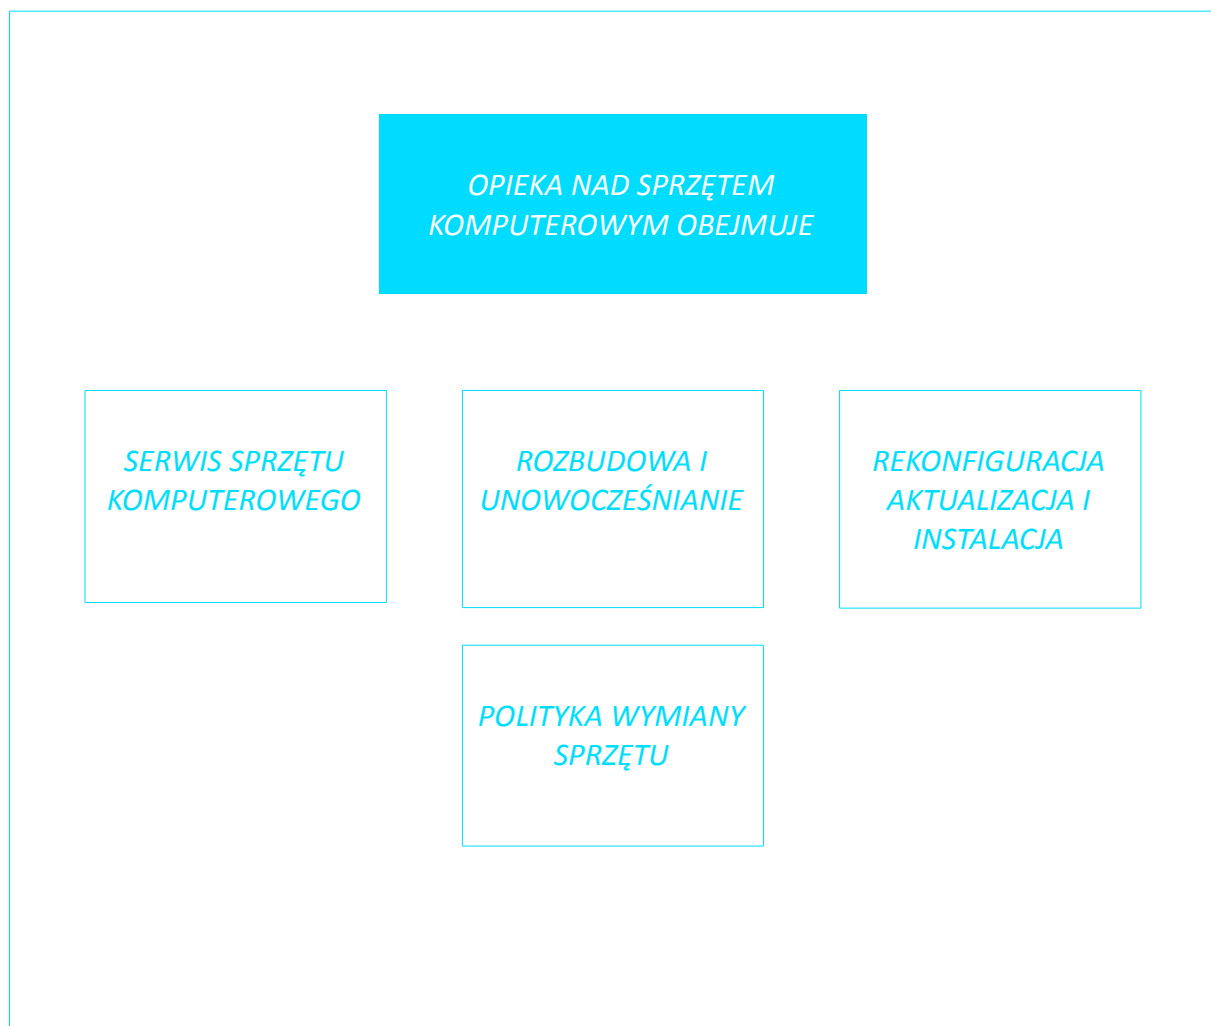 OPIEKA NAD SPRZĘTEM
KOMPUTEROWYM OBEJMUJE
SERWIS SPRZĘTU
KOMPUTEROWEGO
ROZBUDOWA I
UNOWOCZEŚNIANIE
REKONFIGURACJA
AKTUALIZACJA I
INSTALACJA
POLITYKA WYMIANY
SPRZĘTU